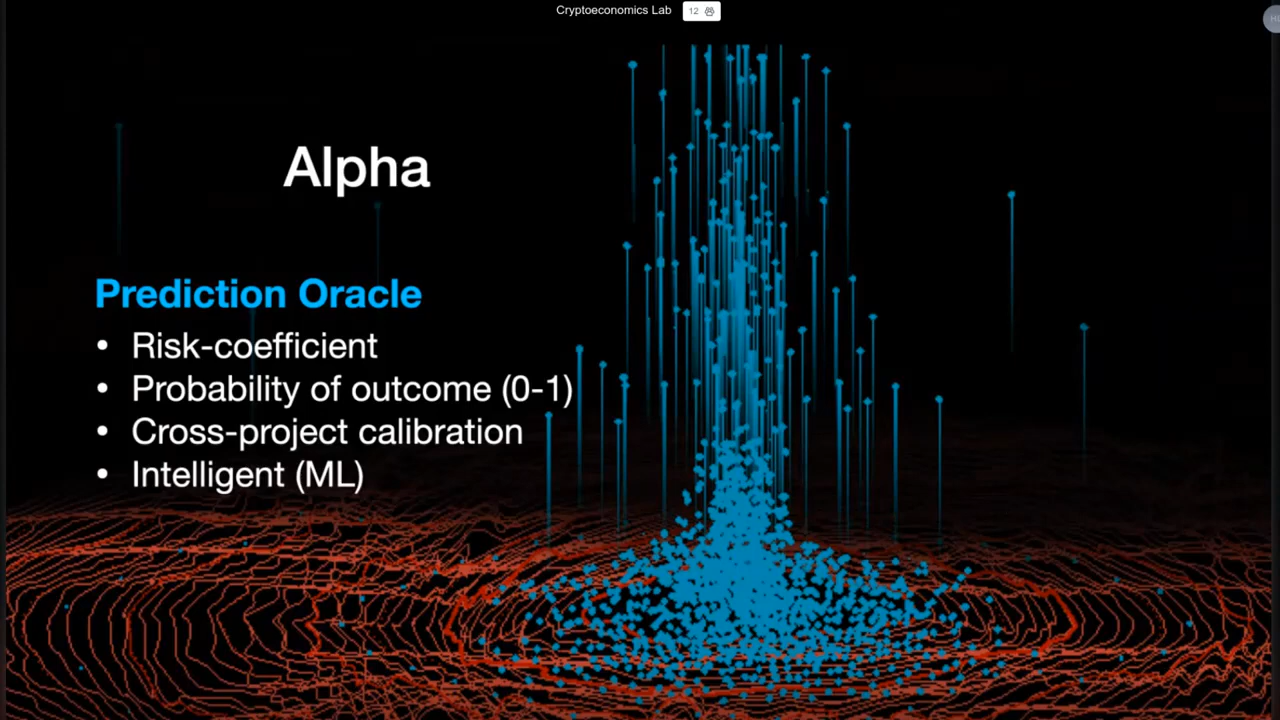 Cryptoeconomics Lab 12
Alpha
Prediction Oracle
• Risk-coefficient
• Probability of outcome (0-1)
• Cross-project calibration
• Intelligent (ML)